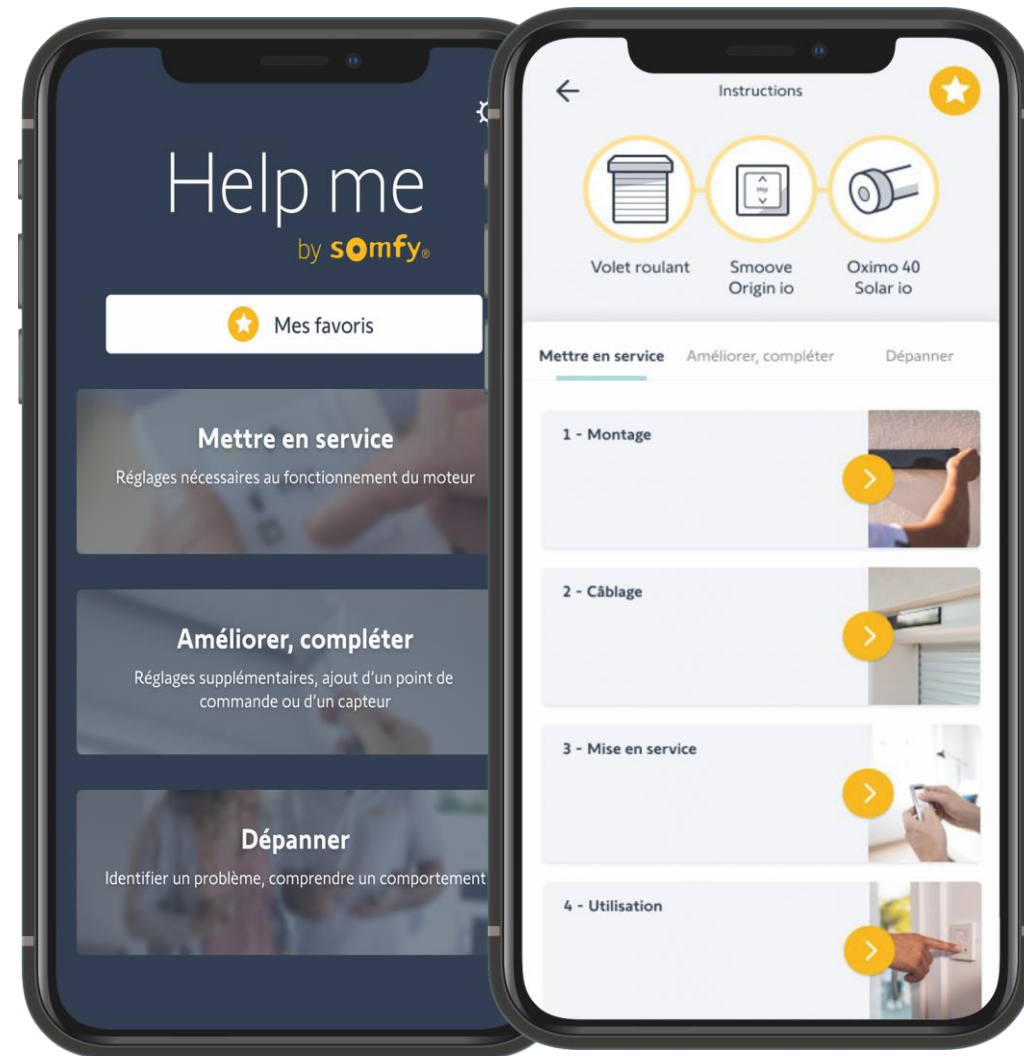 Help me
by somfy®
Mes favoris
Mettre en service
Réglages nécessaires au fonctionnement du moteur
Améliorer, compléter
Réglages supplémentaires, ajout d'un point de
commande ou d'un capteur
Dépanner
Identifier un problème, comprendre un comportement
Instructions
my
Volet roulant
Smoove
Origin io
Oximo 40
Solar io
Mettre en service
Améliorer, compléter
Dépanner
1 - Montage
2 - Câblage
3 - Mise en service
4 - Utilisation